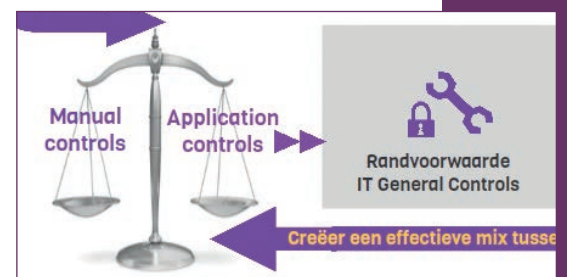 Manual
controls
Application
controls
Randvoorwaarde
IT General Controls
Creëer een effectieve mix tusse